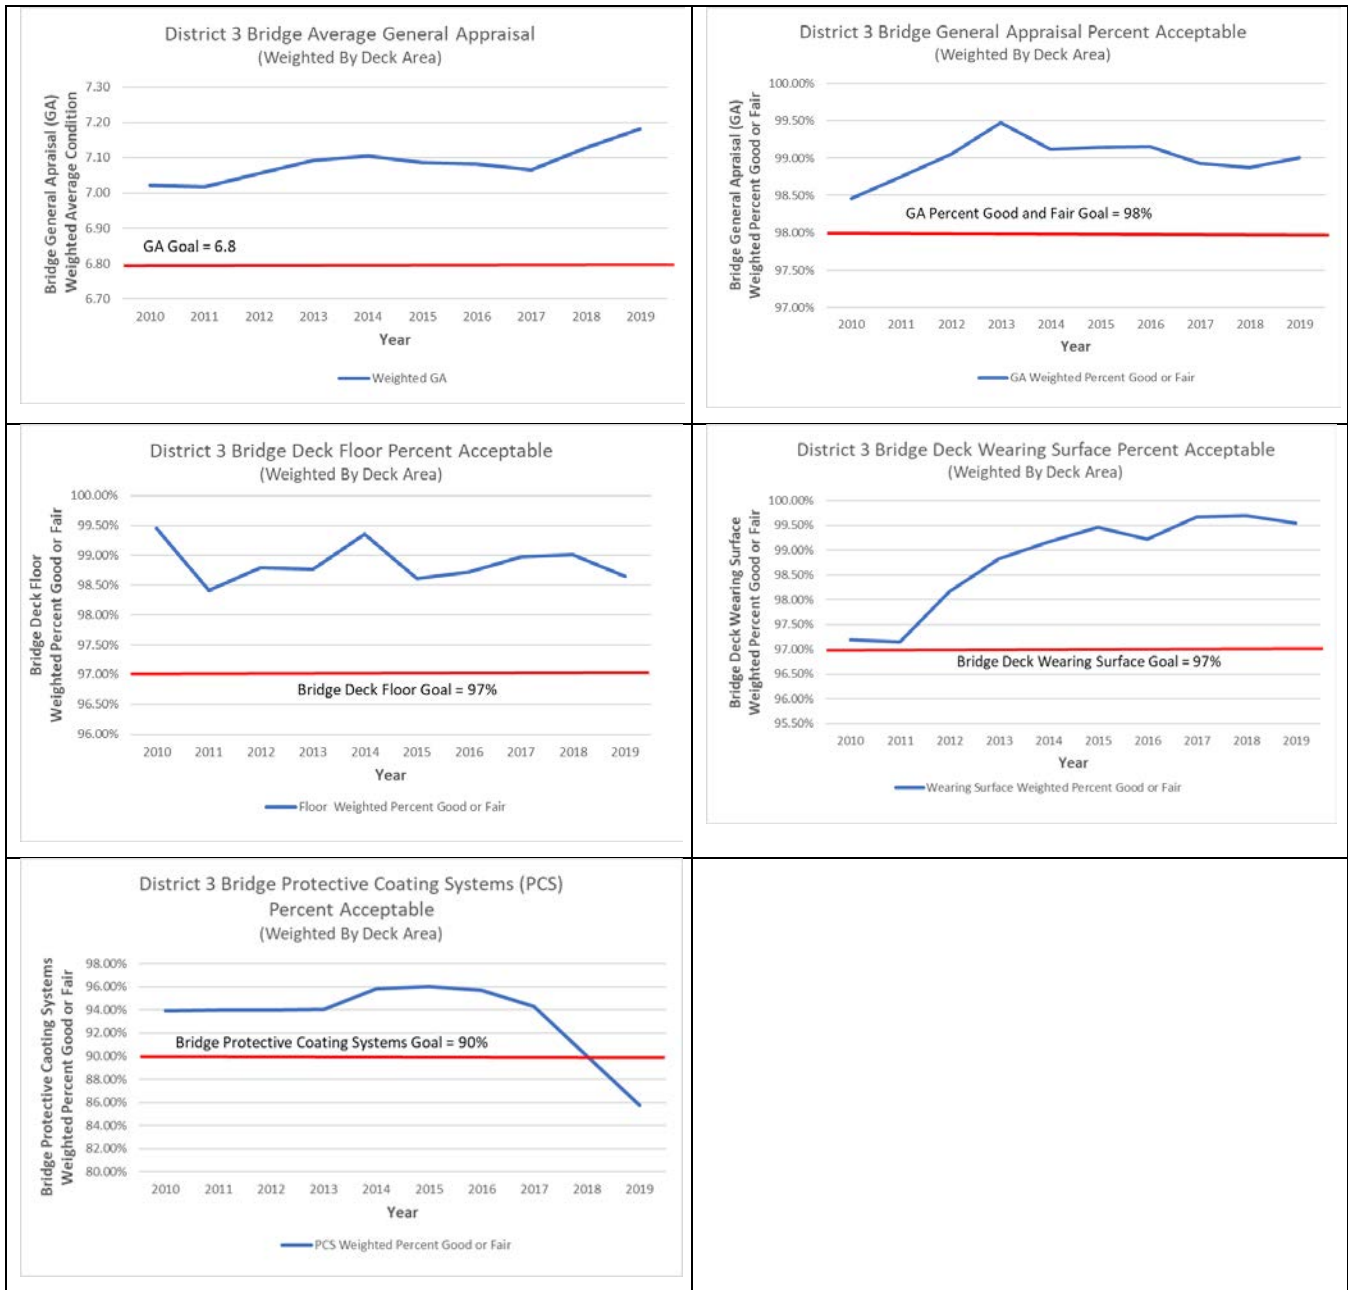 District 3 Bridge Average General Appraisal
(Weighted By Deck Area)
Bridge General Appraisal (GA)
Weighted Average Condition
7.30
7.20
7.10
7.00
6.90
6.80
6.70
GA Goal = 6.8
2010 2011 2012 2013 2014 2015 2016 2017 2018 2019
Year
Weighted GA
District 3 Bridge General Appraisal Percent Acceptable
(Weighted By Deck Area)
Bridge General Apraisal (GA)
Weighted Percent Good or Fair
100.00%
99.50%
99.00%
98.50%
98.00%
97.50%
97.00%
GA Percent Good and Fair Goal = 98%
2010 2011 2012 2013 2014 2015 2016 2017 2018 2019
Year
GA Weighted Percent Good or Fair
District 3 Bridge Deck Floor Percent Acceptable
(Weighted By Deck Area)
Bridge Deck Floor
Weighted Percent Good or Fair
100.00%
99.50%
99.00%
98.50%
98.00%
97.50%
97.00%
96.50%
96.00%
Bridge Deck Floor Goal = 97%
2010 2011 2012 2013 2014 2015 2016 2017 2018 2019
Year
Floor Weighted Percent Good or Fair
District 3 Bridge Deck Wearing Surface Percent Acceptable
(Weighted By Deck Area)
Bridge Deck Wearing Surface
Weighted Percent Good or Fair
100.00%
99.50%
99.00%
98.50%
98.00%
97.50%
97.00%
96.50%
96.00%
95.50%
Bridge Deck Wearing Surface Goal = 97%
2010 2011 2012 2013 2014 2015 2016 2017 2018 2019
Year
Wearing Surface Weighted Percent Good or Fair
District 3 Bridge Protective Coating Systems (PCS)
Percent Acceptable
(Weighted By Deck Area)
Bridge Protective Caoting Systems
Weighted Percent Good or Fair
98.00%
96.00%
94.00%
92.00%
90.00%
88.00%
86.00%
84.00%
82.00%
80.00%
Bridge Protective Coating Systems Goal = 90%
2010 2011 2012 2013 2014 2015 2016 2017 2018 2019
Year
PCS Weighted Percent Good or Fair